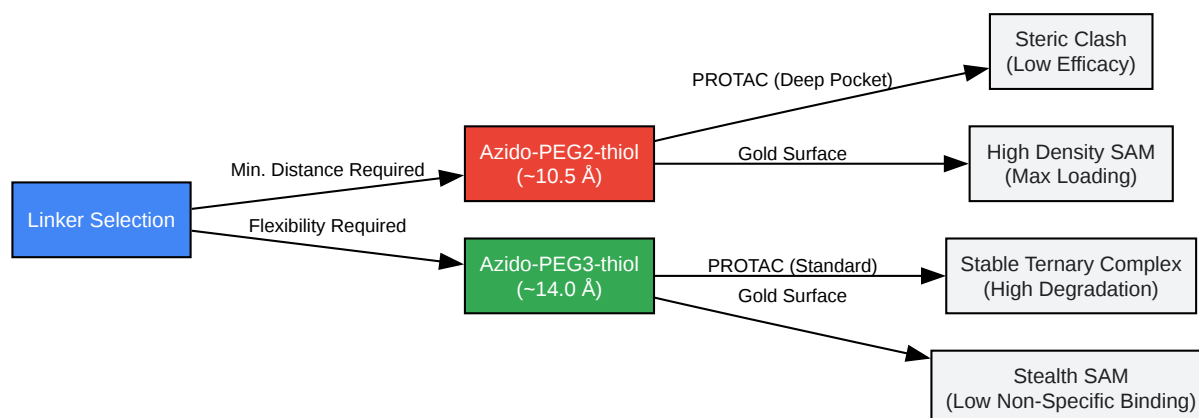 Linker Selection
Min. Distance Required
Flexibility Required
Azido-PEG2-thiol
(~10.5 Å)
Azido-PEG3-thiol
(~14.0 Å)
PROTAC (Deep Pocket)
Gold Surface
PROTAC (Standard)
Gold Surface
Steric Clash
(Low Efficacy)
High Density SAM
(Max Loading)
Stable Ternary Complex
(High Degradation)
Stealth SAM
(Low Non-Specific Binding)